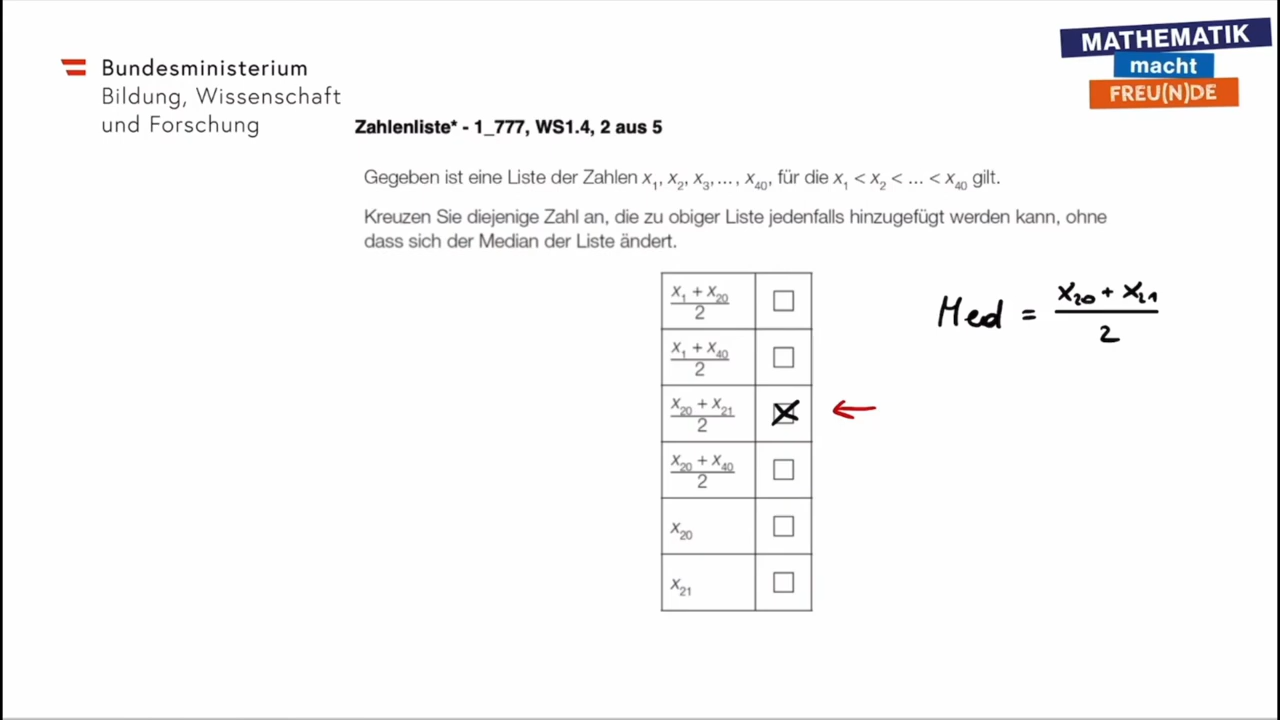 MATHEMATIK
macht
FREU(N)DE
Bundesministerium
Bildung, Wissenschaft
und Forschung
Zahlenliste* - 1_777, WS1.4, 2 aus 5
Gegeben ist eine Liste der Zahlen x₁, x₂, x₃, ... , x₄₀, für die x₁ < x₂ < ... < x₄₀ gilt.
Kreuzen Sie diejenige Zahl an, die zu obiger Liste jedenfalls hinzugefügt werden kann, ohne
dass sich der Median der Liste ändert.
x₁ + x₂₀
2
x₁ + x₄₀
2
x₂₀ + x₂₁
2
x₂₀ + x₄₀
2
x₂₀
x₂₁
Med = x₂₀ + x₂₁
2